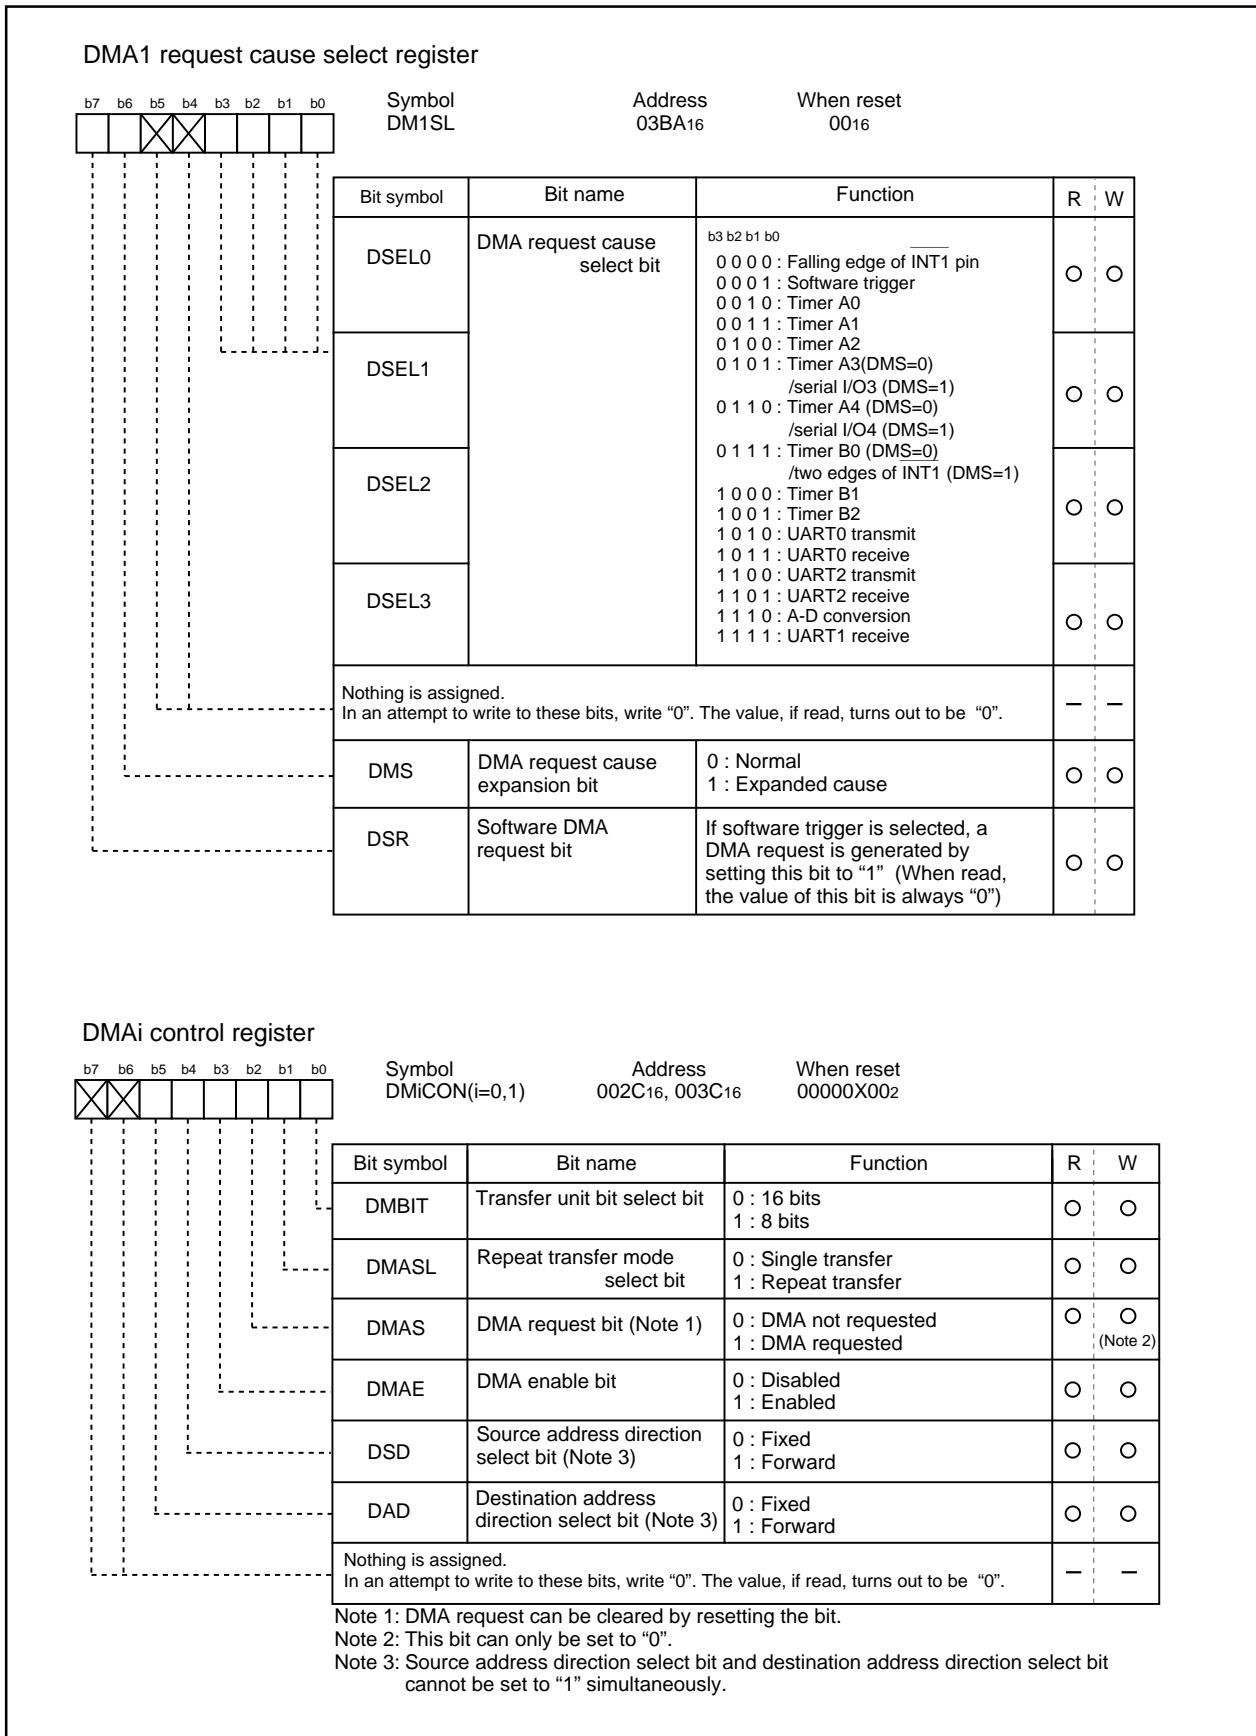 DMA1 request cause select register
b7 b6 b5 b4 b3 b2 b1 b0
Symbol Address When reset
DM1SL 03BA16 0016
Bit symbol Bit name Function R W
DSEL0 DMA request cause select bit
b3 b2 b1 b0
0 0 0 0 : Falling edge of INT1 pin
0 0 0 1 : Software trigger
0 0 1 0 : Timer A0
0 0 1 1 : Timer A1
0 1 0 0 : Timer A2
DSEL1
0 1 0 1 : Timer A3(DMS=0)
/serial I/O3 (DMS=1)
0 1 1 0 : Timer A4 (DMS=0)
/serial I/O4 (DMS=1)
0 1 1 1 : Timer B0 (DMS=0)
/two edges of INT1 (DMS=1)
DSEL2
1 0 0 0 : Timer B1
1 0 0 1 : Timer B2
1 0 1 0 : UART0 transmit
1 0 1 1 : UART0 receive
1 1 0 0 : UART2 transmit
DSEL3
1 1 0 1 : UART2 receive
1 1 1 0 : A-D conversion
1 1 1 1 : UART1 receive
Nothing is assigned.
In an attempt to write to these bits, write “0”. The value, if read, turns out to be “0”.
DMS
DMA request cause
expansion bit
0 : Normal
1 : Expanded cause
DSR
Software DMA
request bit
If software trigger is selected, a
DMA request is generated by
setting this bit to “1” (When read,
the value of this bit is always “0”)
DMAi control register
b7 b6 b5 b4 b3 b2 b1 b0
Symbol Address When reset
DMiCON(i=0,1) 002C16, 003C16 00000X002
Bit symbol Bit name Function R W
DMBIT
Transfer unit bit select bit
0 : 16 bits
1 : 8 bits
DMASL
Repeat transfer mode
select bit
0 : Single transfer
1 : Repeat transfer
DMAS
DMA request bit (Note 1)
0 : DMA not requested
1 : DMA requested
(Note 2)
DMAE
DMA enable bit
0 : Disabled
1 : Enabled
DSD
Source address direction
select bit (Note 3)
0 : Fixed
1 : Forward
DAD
Destination address
direction select bit (Note 3)
0 : Fixed
1 : Forward
Nothing is assigned.
In an attempt to write to these bits, write “0”. The value, if read, turns out to be “0”.
Note 1: DMA request can be cleared by resetting the bit.
Note 2: This bit can only be set to “0”.
Note 3: Source address direction select bit and destination address direction select bit
cannot be set to “1” simultaneously.